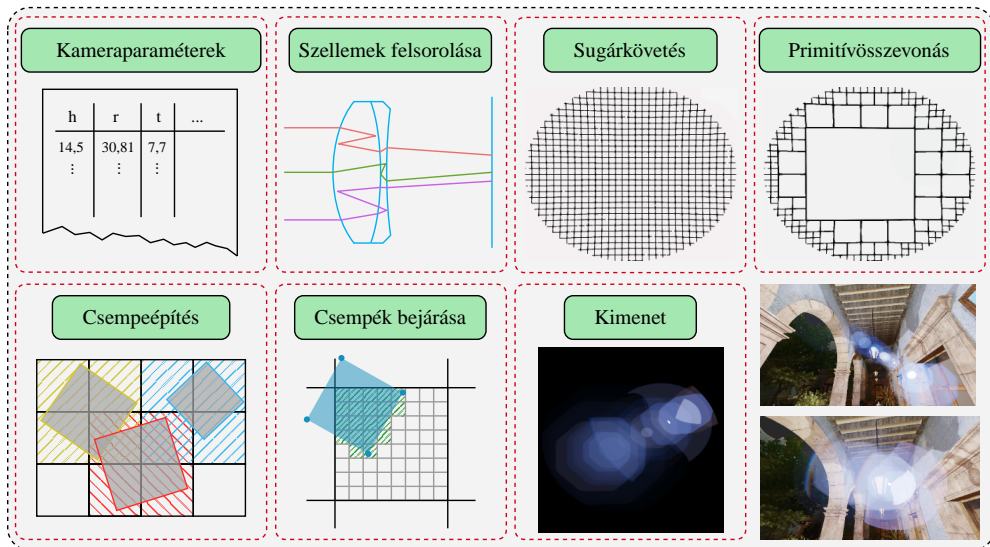 Kameraparaméterek
Szellemek felsorolása
Sugárkövetés
Primitívösszevonás
h r t ...
14,5 30,81 7,7
⋮ ⋮ ⋮
Csempeépítés
Csempék bejárása
Kimenet